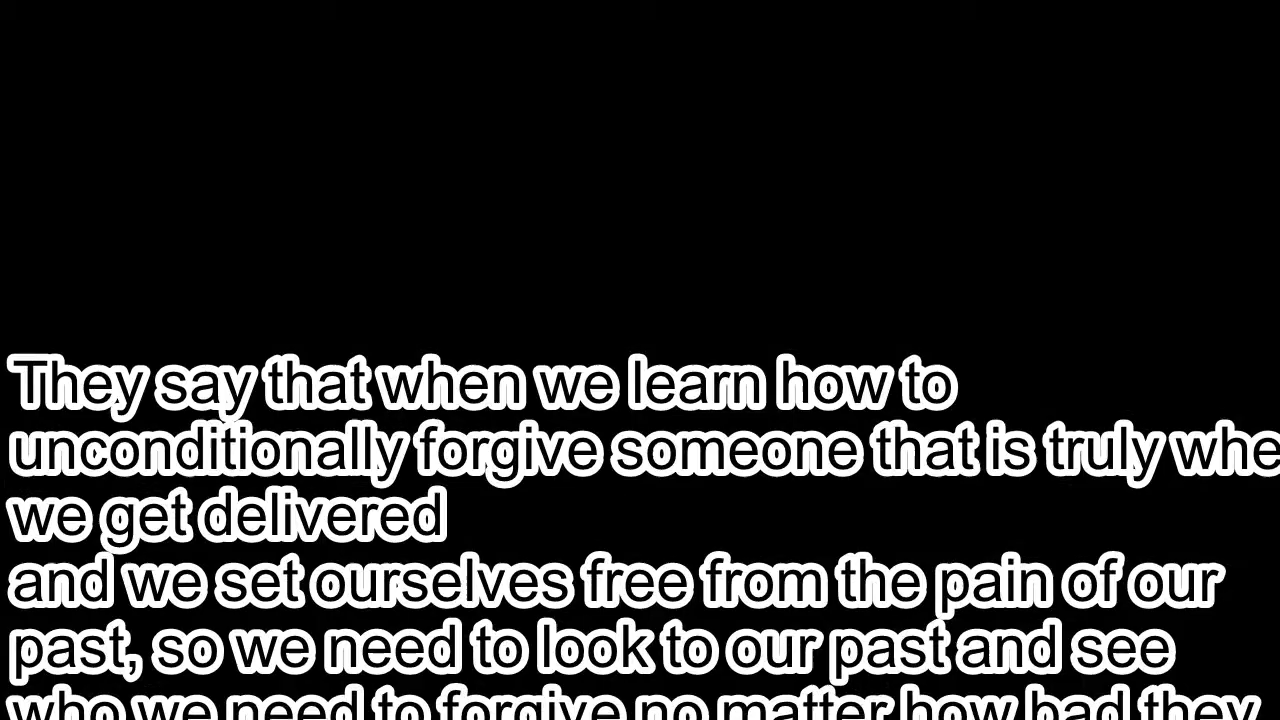 They say that when we learn how to
unconditionally forgive someone that is truly whe
we get delivered
and we set ourselves free from the pain of our
past, so we need to look to our past and see
who we need to forgive no matter how bad they